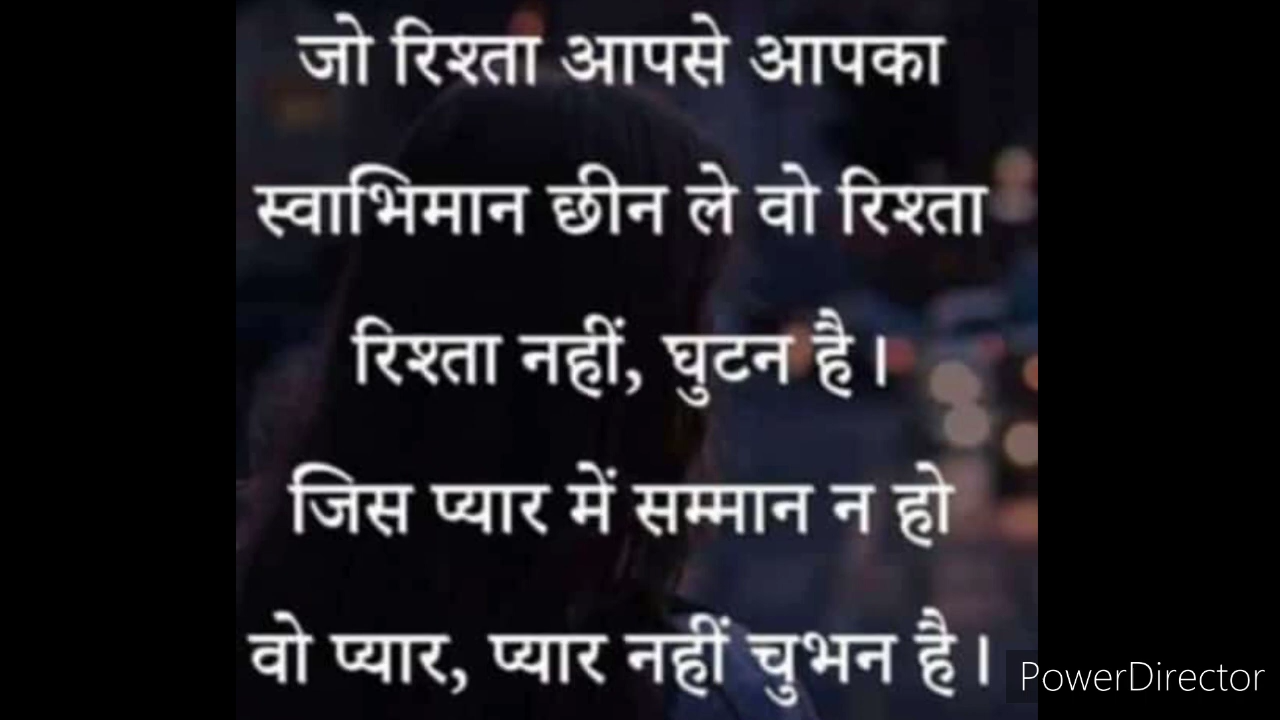 जो रिश्ता आपसे आपका
स्वाभिमान छीन ले वो रिश्ता
रिश्ता नहीं, घुटन है।
जिस प्यार में सम्मान न हो
वो प्यार, प्यार नहीं चुभन है।
PowerDirector